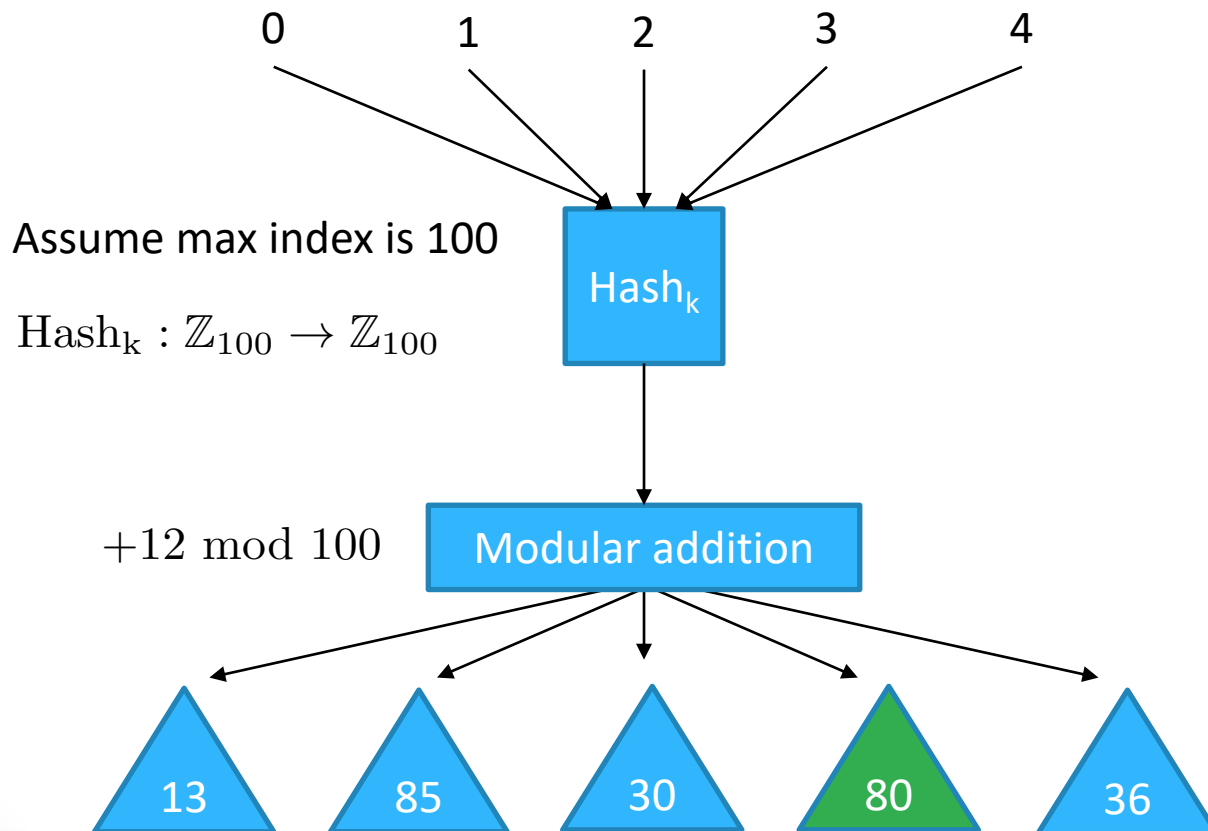 0 1 2 3 4
Assume max index is 100
Hashₖ
Hashₖ : ℤ₁₀₀ → ℤ₁₀₀
+12 mod 100
Modular addition
13 85 30 80 36